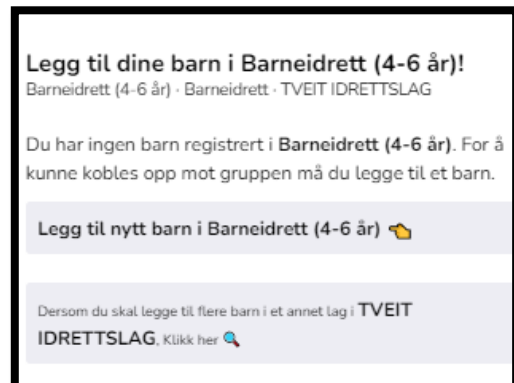 Legg til dine barn i Barneidrett (4-6 år)!
Barneidrett (4-6 år) · Barneidrett · TVEIT IDRETTSLAG
Du har ingen barn registrert i Barneidrett (4-6 år). For å
kunne kobles opp mot gruppen må du legge til et barn.
Legg til nytt barn i Barneidrett (4-6 år) 👈
Dersom du skal legge til flere barn i et annet lag i TVEIT
IDRETTSLAG, Klikk her 🔍